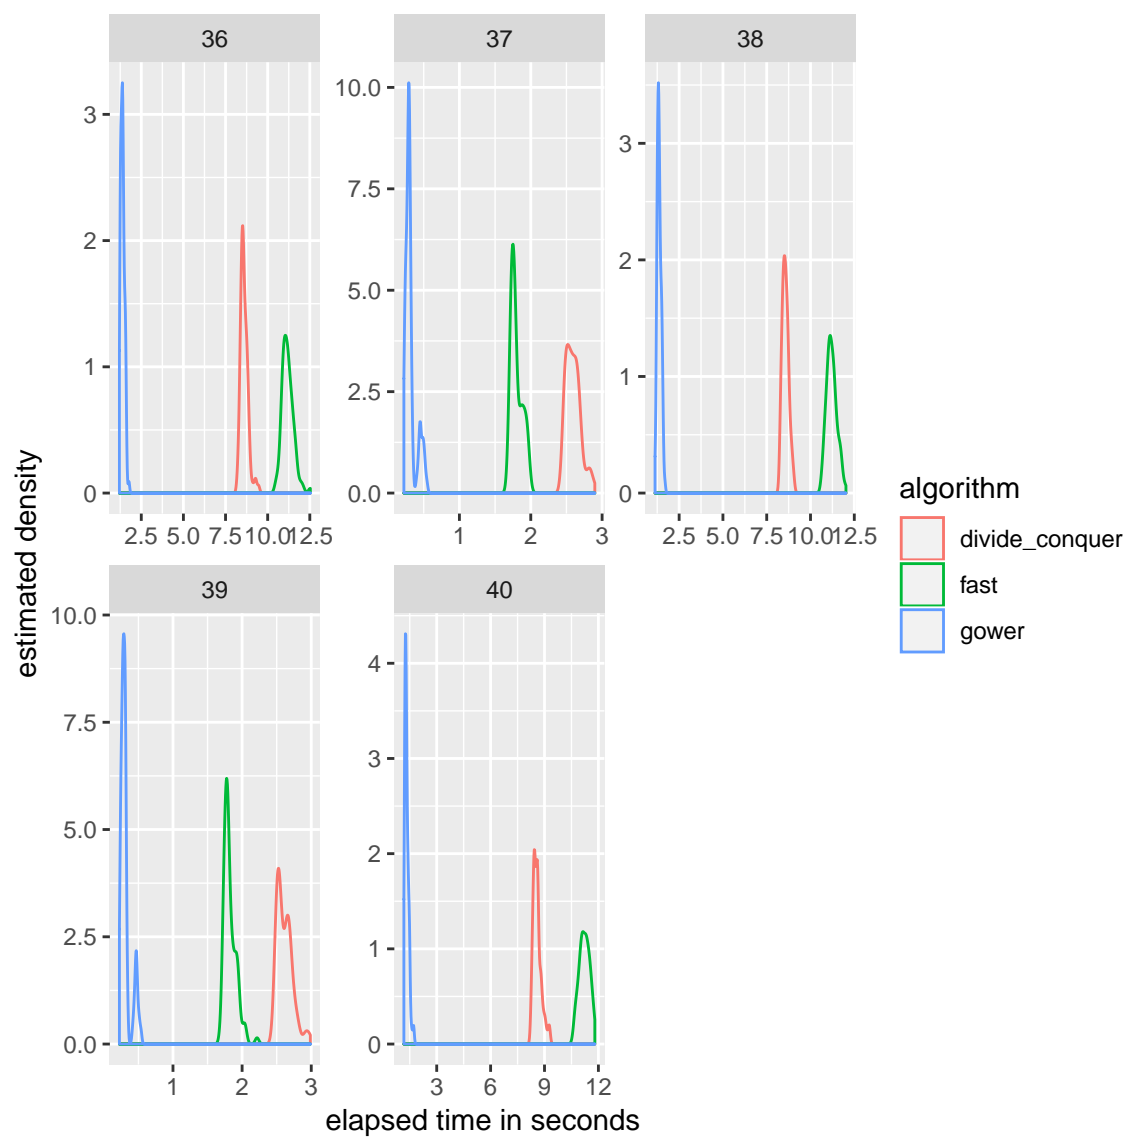 36
37
38
3
2
1
0
10.0
7.5
5.0
2.5
0.0
3
2
1
0
2.5 5.0 7.5 10.0 12.5
1 2 3
2.5 5.0 7.5 10.0 12.5
39
40
10.0
7.5
5.0
2.5
0.0
4
3
2
1
0
1 2 3
3 6 9 12
estimated density
elapsed time in seconds
algorithm
divide_conquer
fast
gower